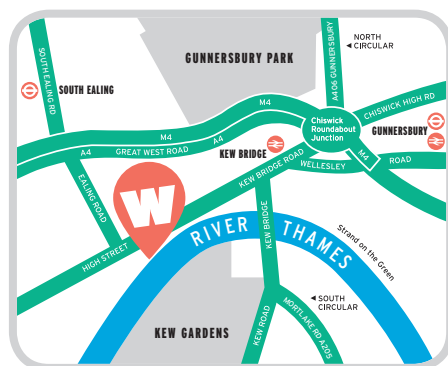 NORTH
CIRCULAR
A406 GUNNERSBURY
GUNNERSBURY PARK
SOUTH EALING RD
SOUTH EALING
M4
CHISWICK HIGH RD
Chiswick
Roundabout
Junction
GUNNERSBURY
M4
A4
A4
GREAT WEST ROAD
KEW BRIDGE
KEW BRIDGE ROAD
WELLESLEY
M4
ROAD
EALING ROAD
W
HIGH STREET
KEW BRIDGE
RIVER THAMES
Strand on the Green
SOUTH
CIRCULAR
KEW GARDENS
KEW ROAD
MORTLAKE RD A205